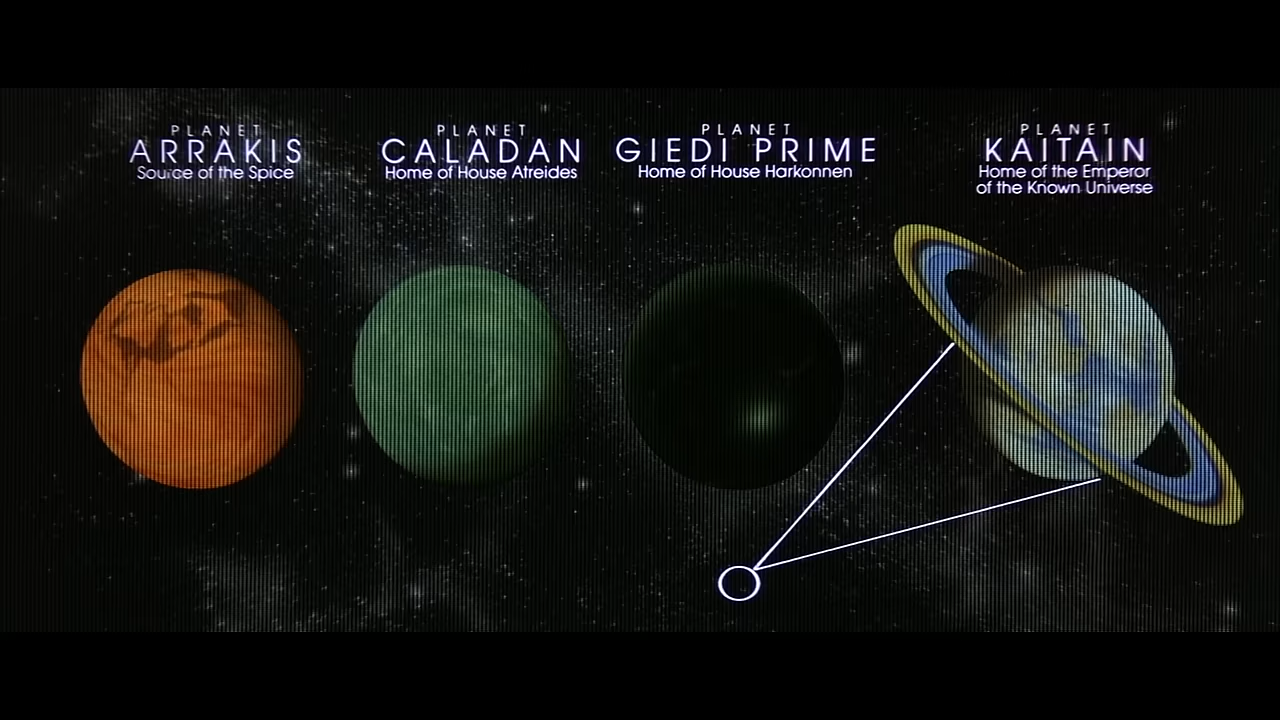 PLANET
ARRAKIS
Source of the Spice
PLANET
CALADAN
Home of House Atreides
PLANET
GIEDI PRIME
Home of House Harkonnen
PLANET
KAITAIN
Home of the Emperor
of the Known Universe